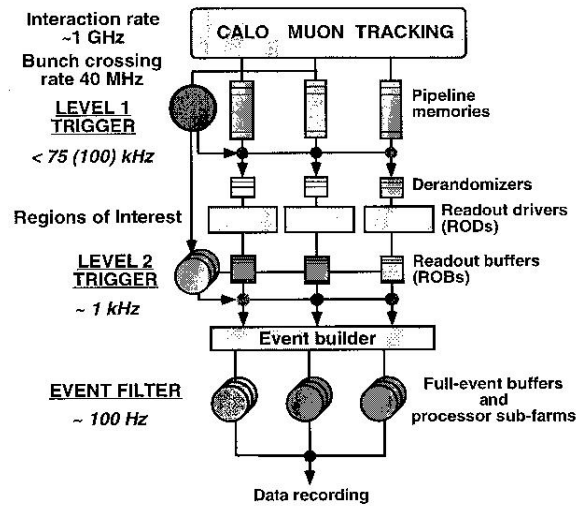 Interaction rate
~1 GHz
CALO MUON TRACKING
Bunch crossing
rate 40 MHz
LEVEL 1
TRIGGER
Pipeline
memories
< 75 (100) kHz
Derandomizers
Regions of Interest
Readout drivers
(RODs)
LEVEL 2
TRIGGER
Readout buffers
(ROBs)
~ 1 kHz
Event builder
EVENT FILTER
~ 100 Hz
Full-event buffers
and
processor sub-farms
Data recording